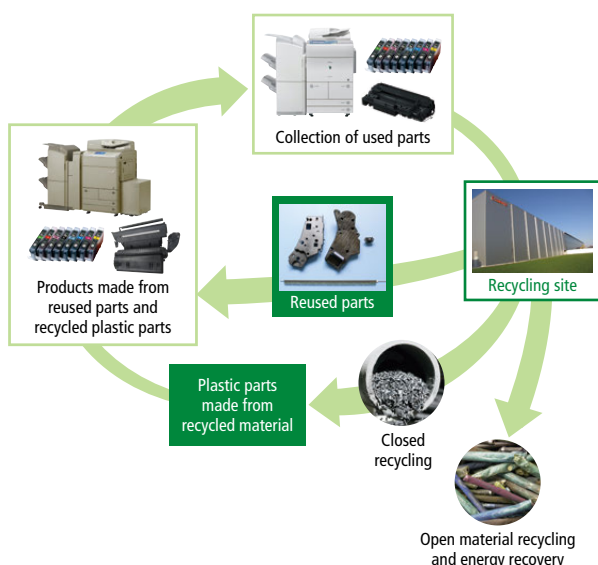 Collection of used parts
Recycling site
Reused parts
Products made from
reused parts and
recycled plastic parts
Plastic parts
made from
recycled material
Closed
recycling
Open material recycling
and energy recovery